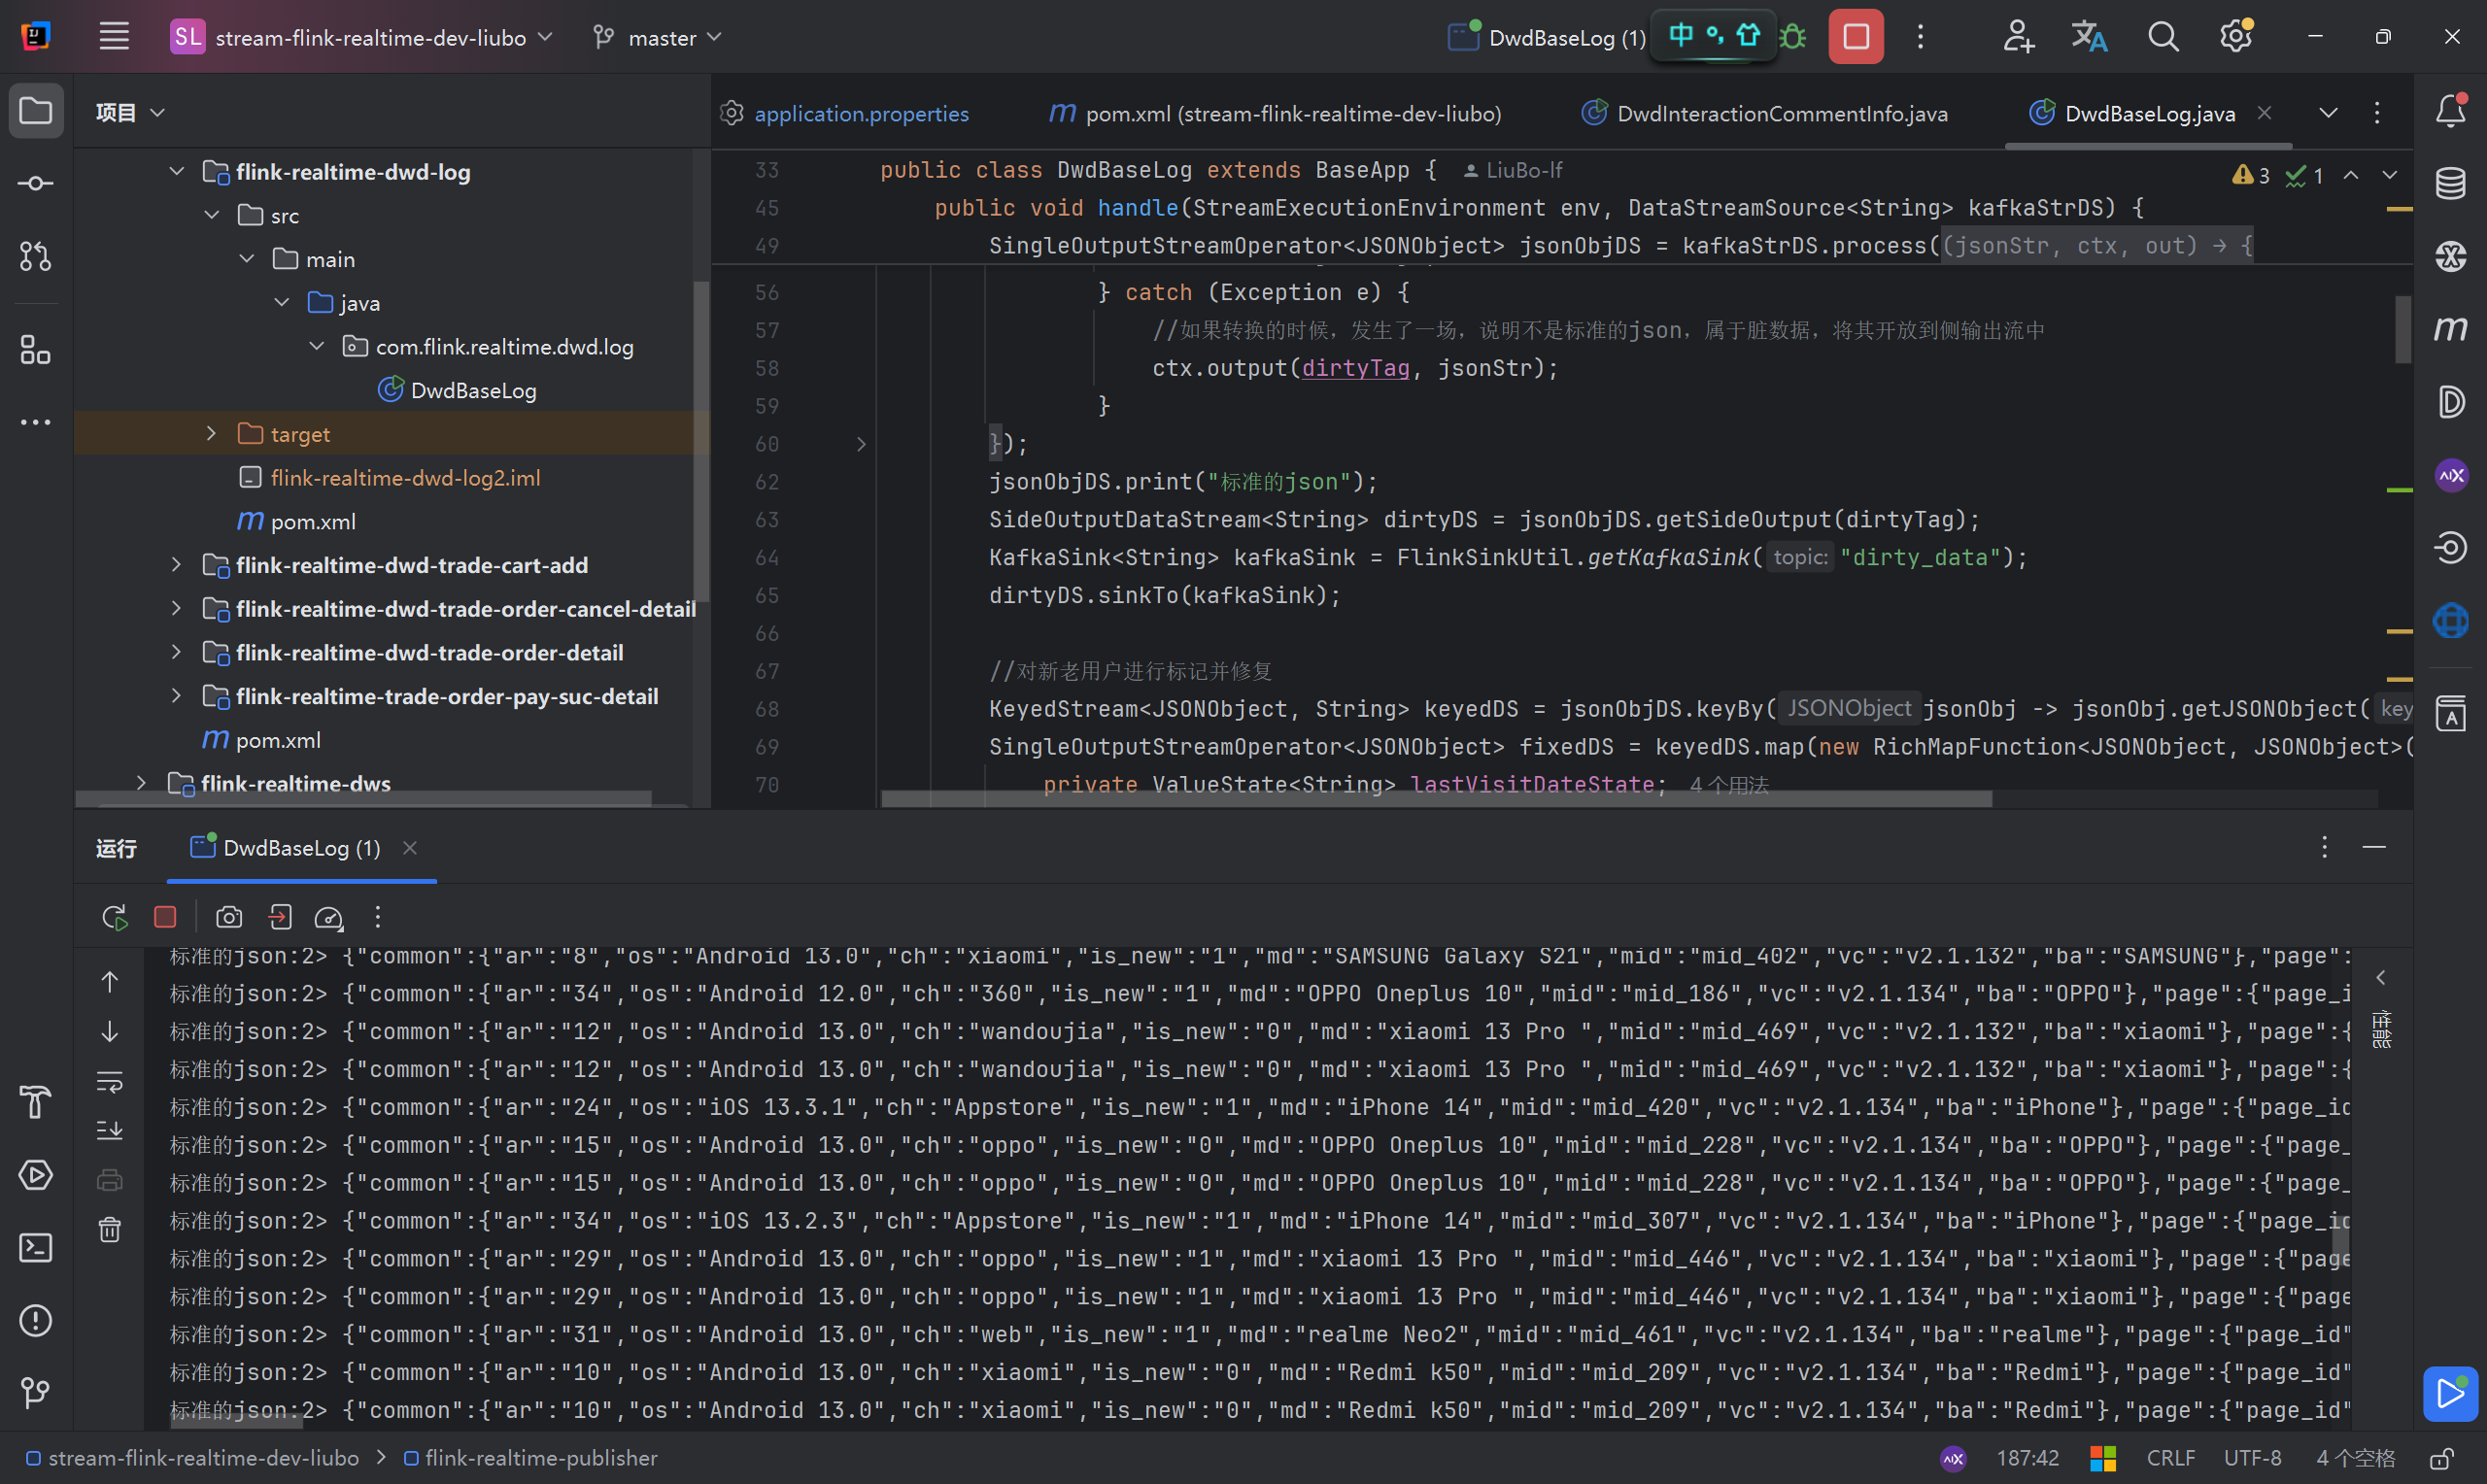 SL stream-flink-realtime-dev-liubo master DwdBaseLog (1) 中
项目
application.properties pom.xml (stream-flink-realtime-dev-liubo) DwdInteractionCommentInfo.java DwdBaseLog.java
flink-realtime-dwd-log
src
main
java
com.flink.realtime.dwd.log
DwdBaseLog
target
flink-realtime-dwd-log2.iml
pom.xml
flink-realtime-dwd-trade-cart-add
flink-realtime-dwd-trade-order-cancel-detail
flink-realtime-dwd-trade-order-detail
flink-realtime-trade-order-pay-suc-detail
pom.xml
flink-realtime-dws
33 public class DwdBaseLog extends BaseApp { LiuBo-lf 3 1
45 public void handle(StreamExecutionEnvironment env, DataStreamSource<String> kafkaStrDS) {
49 SingleOutputStreamOperator<JSONObject> jsonObjDS = kafkaStrDS.process((jsonStr, ctx, out) → {
56 } catch (Exception e) {
57 //如果转换的时候，发生了一场，说明不是标准的json，属于脏数据，将其开放到侧输出流中
58 ctx.output(dirtyTag, jsonStr);
59 }
60 });
62 jsonObjDS.print("标准的json");
63 SideOutputDataStream<String> dirtyDS = jsonObjDS.getSideOutput(dirtyTag);
64 KafkaSink<String> kafkaSink = FlinkSinkUtil.getKafkaSink( topic: "dirty_data");
65 dirtyDS.sinkTo(kafkaSink);
66
67 //对新老用户进行标记并修复
68 KeyedStream<JSONObject, String> keyedDS = jsonObjDS.keyBy( JSONObject jsonObj -> jsonObj.getJSONObject( key
69 SingleOutputStreamOperator<JSONObject> fixedDS = keyedDS.map(new RichMapFunction<JSONObject, JSONObject>(
70 private ValueState<String> lastVisitDateState; 4 个用法
运行 DwdBaseLog (1)
标准的json:2> {"common":{"ar":"8","os":"Android 13.0","ch":"xiaomi","is_new":"1","md":"SAMSUNG Galaxy S21","mid":"mid_402","vc":"v2.1.132","ba":"SAMSUNG"},"page":
标准的json:2> {"common":{"ar":"34","os":"Android 12.0","ch":"360","is_new":"1","md":"OPPO Oneplus 10","mid":"mid_186","vc":"v2.1.134","ba":"OPPO"},"page":{"page_i
标准的json:2> {"common":{"ar":"12","os":"Android 13.0","ch":"wandoujia","is_new":"0","md":"xiaomi 13 Pro ","mid":"mid_469","vc":"v2.1.132","ba":"xiaomi"},"page":{
标准的json:2> {"common":{"ar":"12","os":"Android 13.0","ch":"wandoujia","is_new":"0","md":"xiaomi 13 Pro ","mid":"mid_469","vc":"v2.1.132","ba":"xiaomi"},"page":{
标准的json:2> {"common":{"ar":"24","os":"iOS 13.3.1","ch":"Appstore","is_new":"1","md":"iPhone 14","mid":"mid_420","vc":"v2.1.134","ba":"iPhone"},"page":{"page_id
标准的json:2> {"common":{"ar":"15","os":"Android 13.0","ch":"oppo","is_new":"0","md":"OPPO Oneplus 10","mid":"mid_228","vc":"v2.1.134","ba":"OPPO"},"page":{"page_
标准的json:2> {"common":{"ar":"15","os":"Android 13.0","ch":"oppo","is_new":"0","md":"OPPO Oneplus 10","mid":"mid_228","vc":"v2.1.134","ba":"OPPO"},"page":{"page_
标准的json:2> {"common":{"ar":"34","os":"iOS 13.2.3","ch":"Appstore","is_new":"1","md":"iPhone 14","mid":"mid_307","vc":"v2.1.134","ba":"iPhone"},"page":{"page_id
标准的json:2> {"common":{"ar":"29","os":"Android 13.0","ch":"oppo","is_new":"1","md":"xiaomi 13 Pro ","mid":"mid_446","vc":"v2.1.134","ba":"xiaomi"},"page":{"page
标准的json:2> {"common":{"ar":"29","os":"Android 13.0","ch":"oppo","is_new":"1","md":"xiaomi 13 Pro ","mid":"mid_446","vc":"v2.1.134","ba":"xiaomi"},"page":{"page
标准的json:2> {"common":{"ar":"31","os":"Android 13.0","ch":"web","is_new":"1","md":"realme Neo2","mid":"mid_461","vc":"v2.1.134","ba":"realme"},"page":{"page_id"
标准的json:2> {"common":{"ar":"10","os":"Android 13.0","ch":"xiaomi","is_new":"0","md":"Redmi k50","mid":"mid_209","vc":"v2.1.134","ba":"Redmi"},"page":{"page_id"
标准的json:2> {"common":{"ar":"10","os":"Android 13.0","ch":"xiaomi","is_new":"0","md":"Redmi k50","mid":"mid_209","vc":"v2.1.134","ba":"Redmi"},"page":{"page_id"
性能
stream-flink-realtime-dev-liubo > flink-realtime-publisher 187:42 CRLF UTF-8 4 个空格